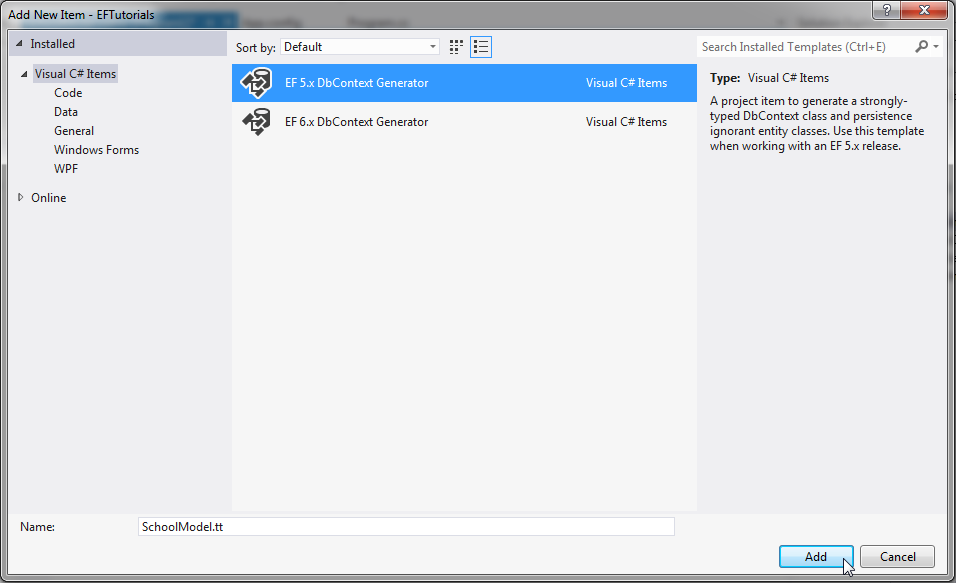 Add New Item - EFTutorials
?
Installed
Sort by: Default
Search Installed Templates (Ctrl+E)
Visual C# Items
Code
Data
General
Windows Forms
WPF
Online
EF 5.x DbContext Generator Visual C# Items
EF 6.x DbContext Generator Visual C# Items
Type: Visual C# Items
A project item to generate a strongly-
typed DbContext class and persistence
ignorant entity classes. Use this template
when working with an EF 5.x release.
Name: SchoolModel.tt
Add Cancel